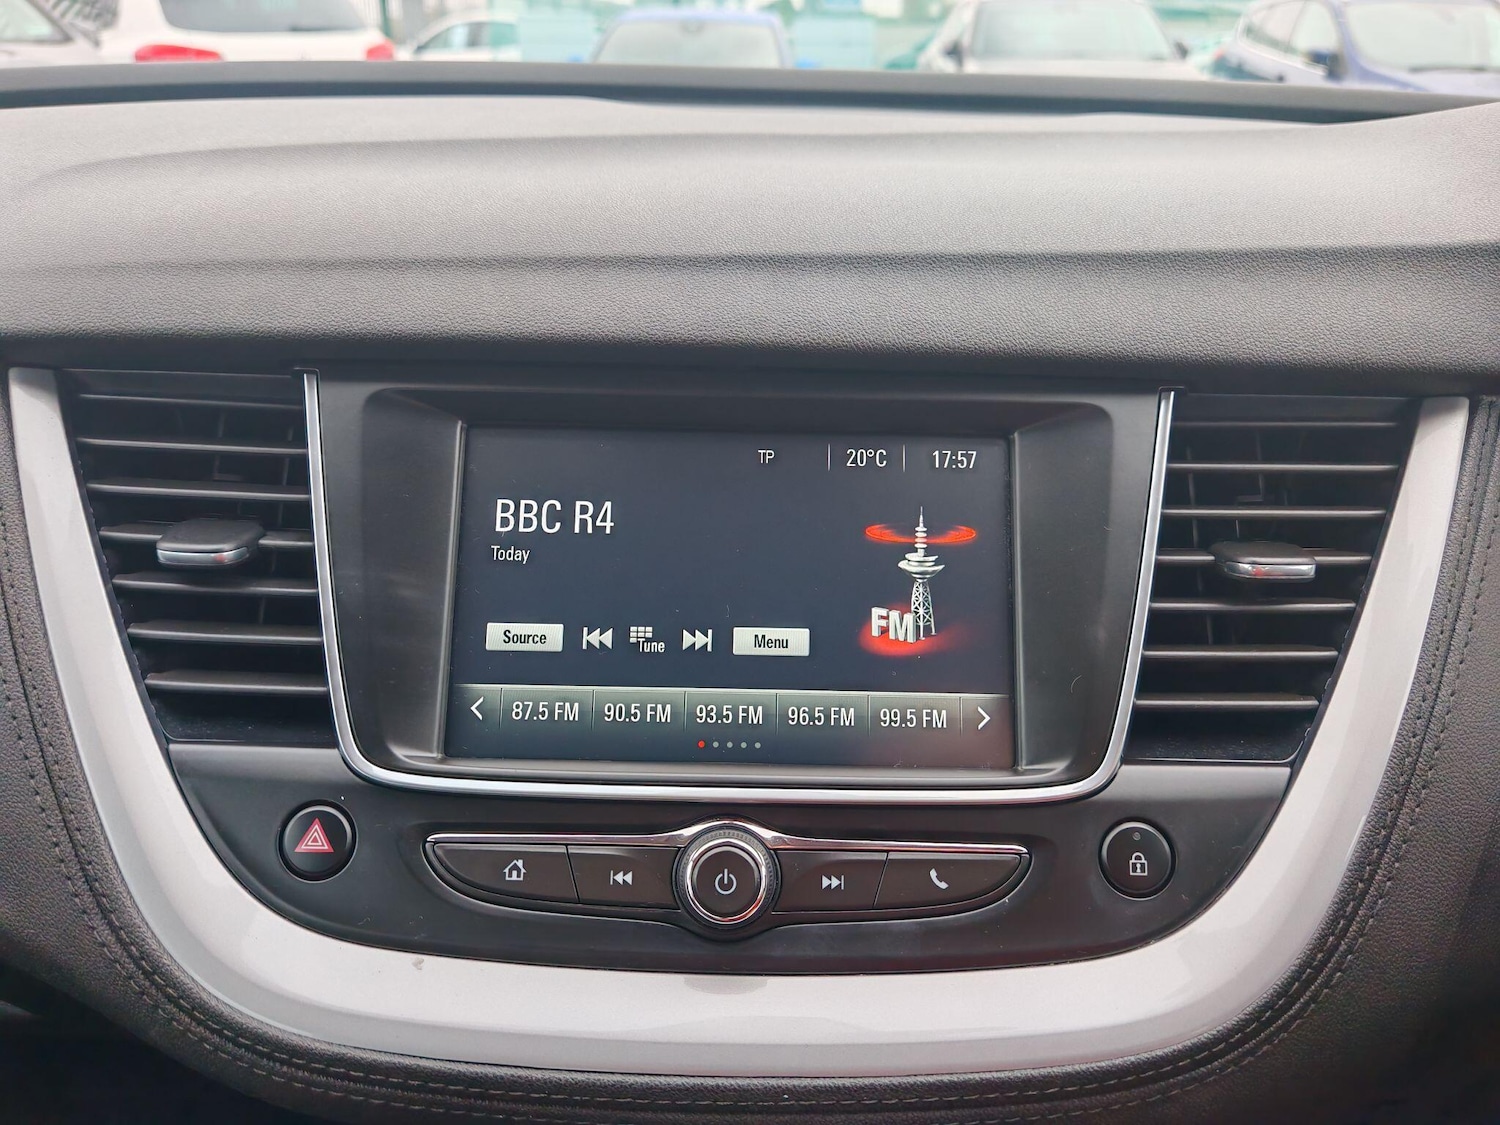 TP 20°C 17:57
BBC R4
Today
FM
Source Tune Menu
87.5 FM 90.5 FM 93.5 FM 96.5 FM 99.5 FM